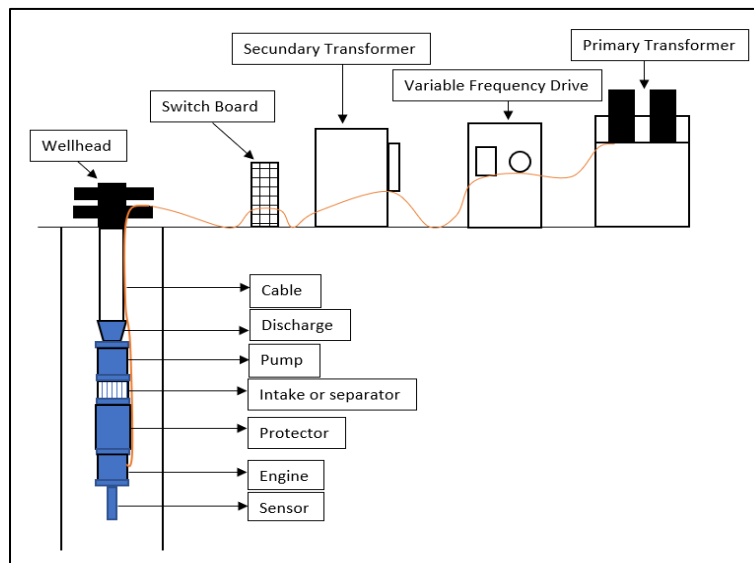 Secundary Transformer
Primary Transformer
Variable Frequency Drive
Switch Board
Wellhead
Cable
Discharge
Pump
Intake or separator
Protector
Engine
Sensor